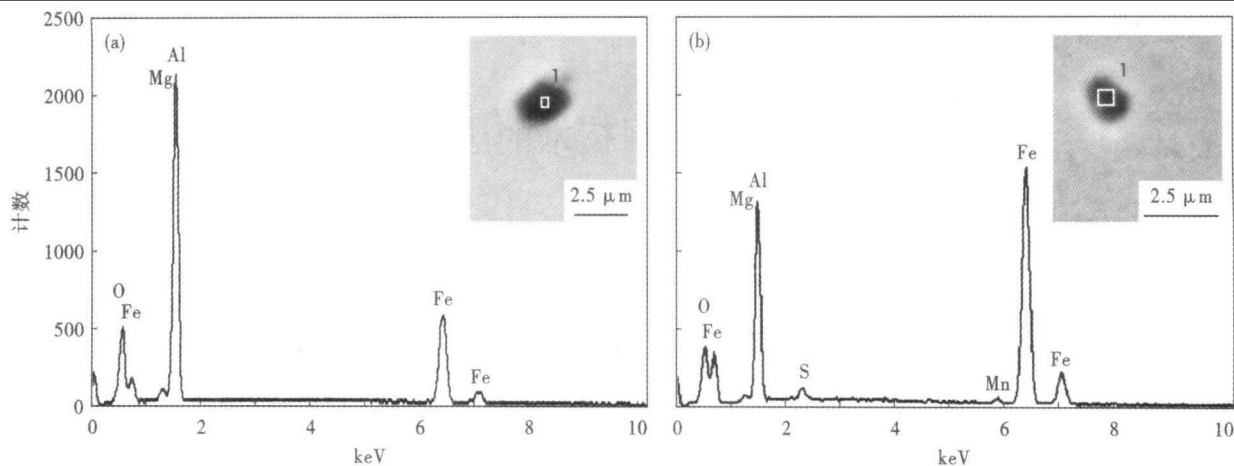 2500
2000
1500
1000
500
0
计数
(a)
Al
Mg
O
Fe
Fe
Fe
1
2.5 μm
0 2 4 6 8 10
keV
(b)
Al
Mg
O
Fe
S
Mn
Fe
Fe
1
2.5 μm
0 2 4 6 8 10
keV